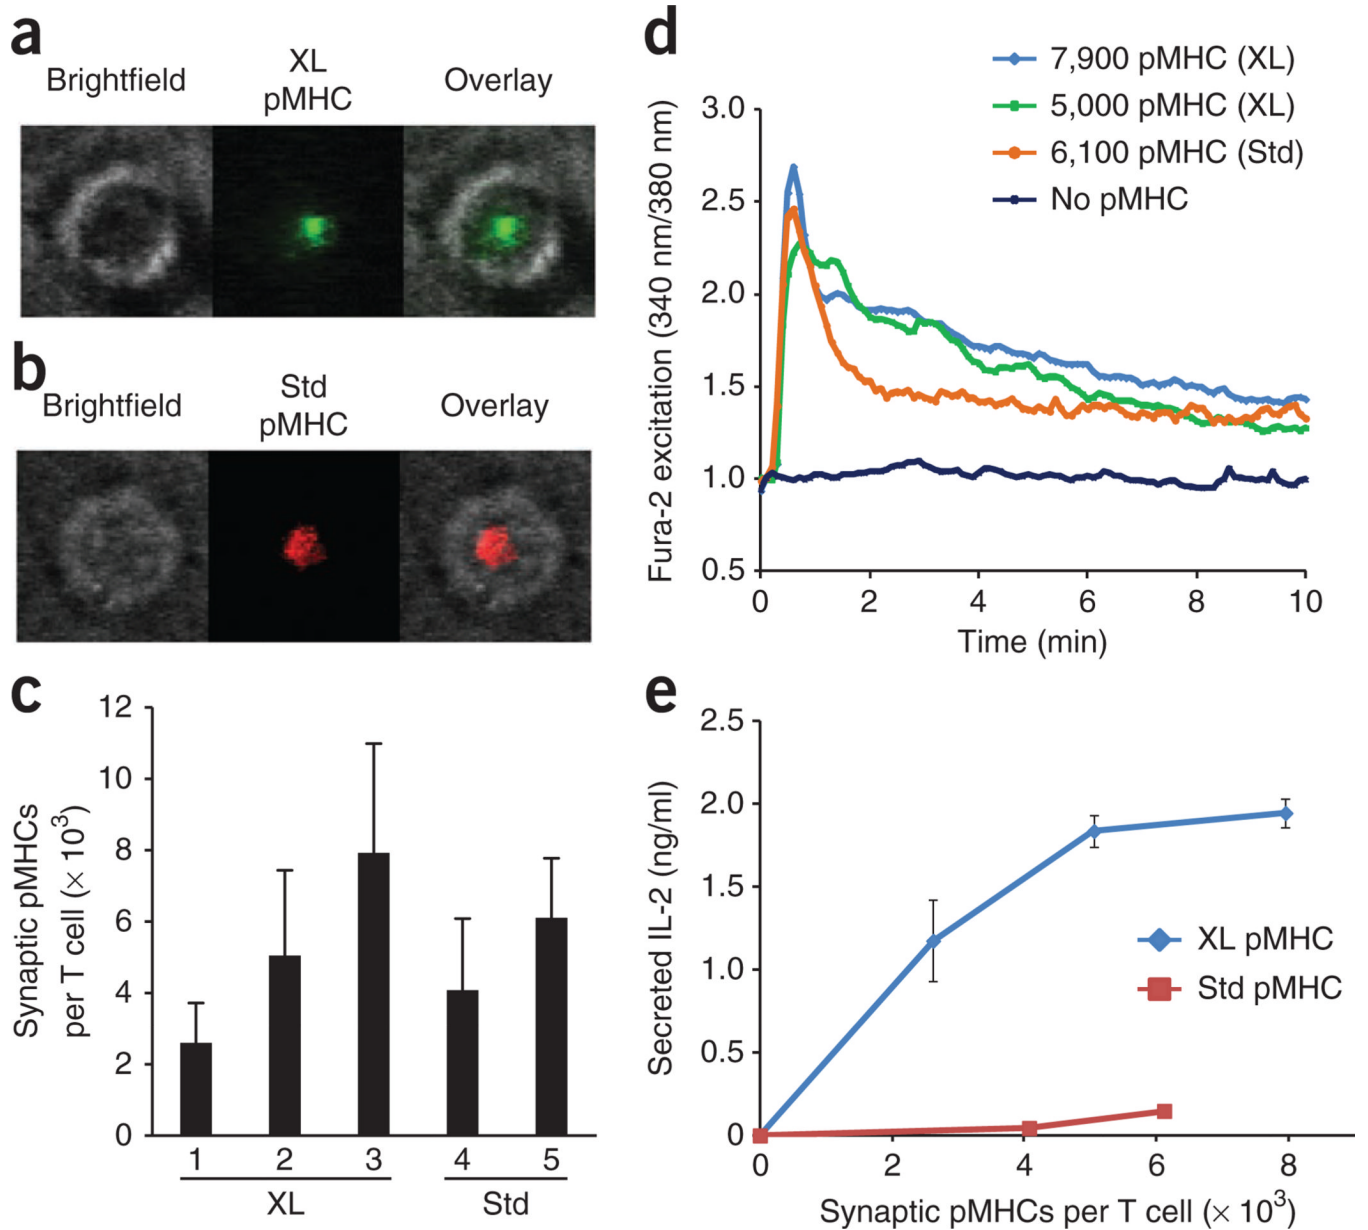 a
Brightfield
XL
pMHC
Overlay
b
Brightfield
Std
pMHC
Overlay
c
Synaptic pMHCs
per T cell (× 10³)
12
10
8
6
4
2
0
1 2 3 4 5
XL Std
d
7,900 pMHC (XL)
5,000 pMHC (XL)
6,100 pMHC (Std)
No pMHC
Fura-2 excitation (340 nm/380 nm)
3.0
2.5
2.0
1.5
1.0
0.5
0 2 4 6 8 10
Time (min)
e
Secreted IL-2 (ng/ml)
2.5
2.0
1.5
1.0
0.5
0
XL pMHC
Std pMHC
0 2 4 6 8
Synaptic pMHCs per T cell (× 10³)